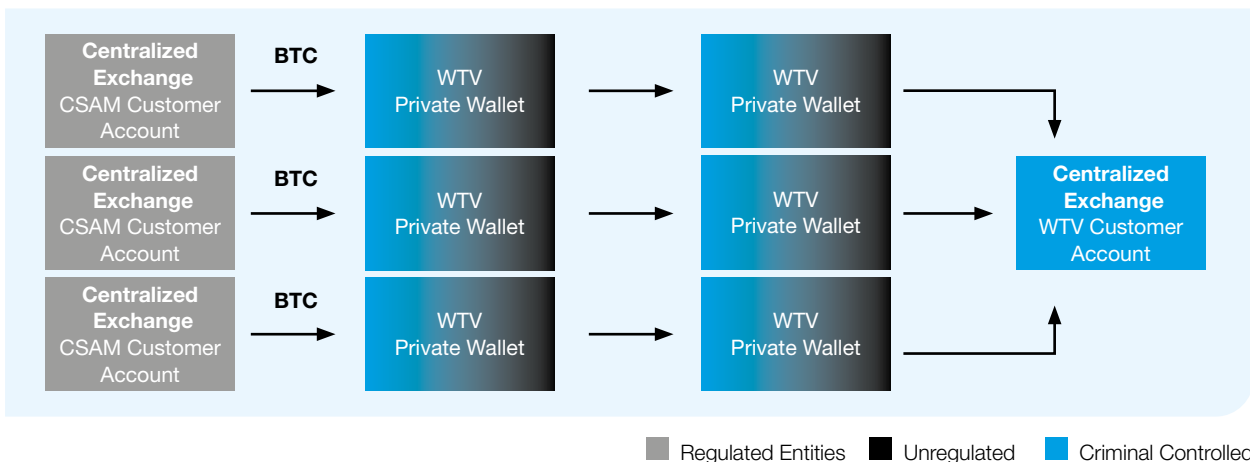 Centralized
Exchange
CSAM Customer
Account
BTC
WTV
Private Wallet
WTV
Private Wallet
Centralized
Exchange
CSAM Customer
Account
BTC
WTV
Private Wallet
WTV
Private Wallet
Centralized
Exchange
WTV Customer
Account
Centralized
Exchange
CSAM Customer
Account
BTC
WTV
Private Wallet
WTV
Private Wallet
Regulated Entities
Unregulated
Criminal Controlled